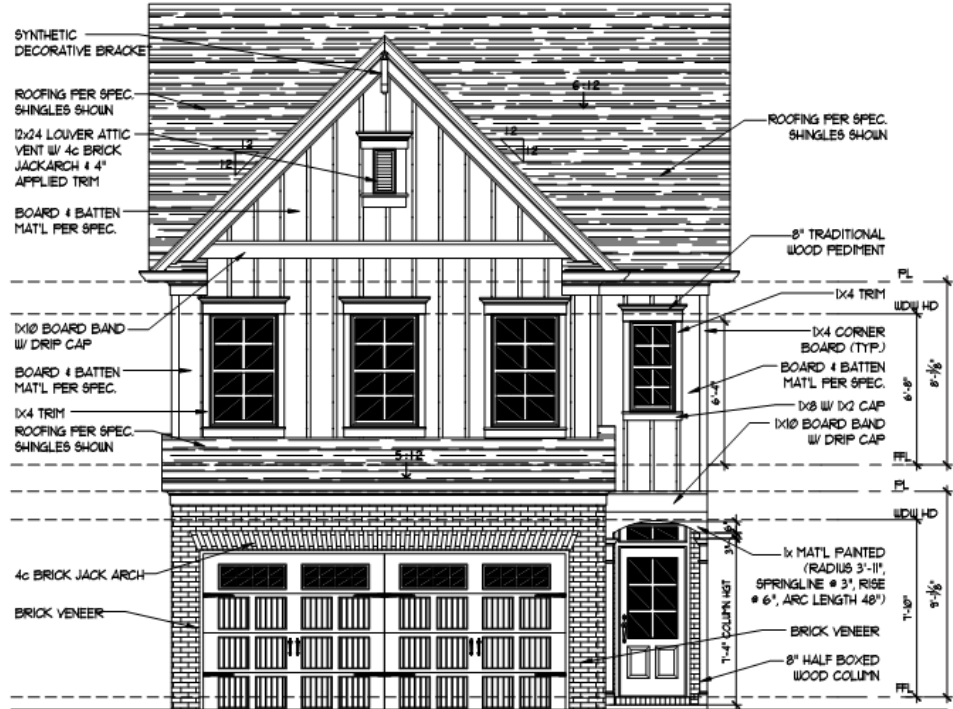 SYNTHETIC
DECORATIVE BRACKET
ROOFING PER SPEC.
SHINGLES SHOWN
12x24 LOUVER ATTIC
VENT W/ 4c BRICK
JACKARCH & 4"
APPLIED TRIM
BOARD & BATTEN
MAT'L PER SPEC.
1X10 BOARD BAND
W/ DRIP CAP
BOARD & BATTEN
MAT'L PER SPEC.
1X4 TRIM
ROOFING PER SPEC.
SHINGLES SHOWN
4c BRICK JACK ARCH
BRICK VENEER
12
12
6:12
12
12
5:12
ROOFING PER SPEC.
SHINGLES SHOWN
8" TRADITIONAL
WOOD PEDIMENT
PL
1X4 TRIM
WDW HD
1X4 CORNER
BOARD (TYP.)
BOARD & BATTEN
MAT'L PER SPEC.
1X8 W/ 1X2 CAP
1X10 BOARD BAND
W/ DRIP CAP
6'-4"
6'-8"
8'-1⅛"
FFL
PL
WDW HD
1x MAT'L PAINTED
(RADIUS 3'-11",
SPRINGLINE @ 3", RISE
@ 6", ARC LENGTH 48")
BRICK VENEER
8" HALF BOXED
WOOD COLUMN
7'-4" COLUMN HGT
7'-10"
9'-1⅛"
FFL